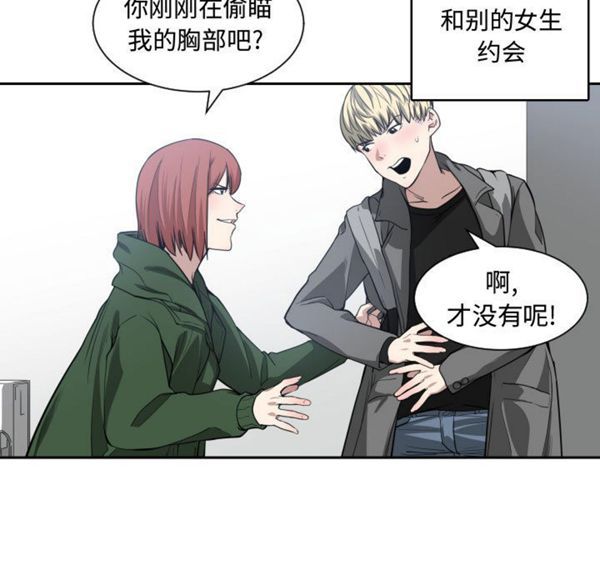 你刚刚在偷瞄
我的胸部吧?
和别的女生
约会
啊,
才没有呢!